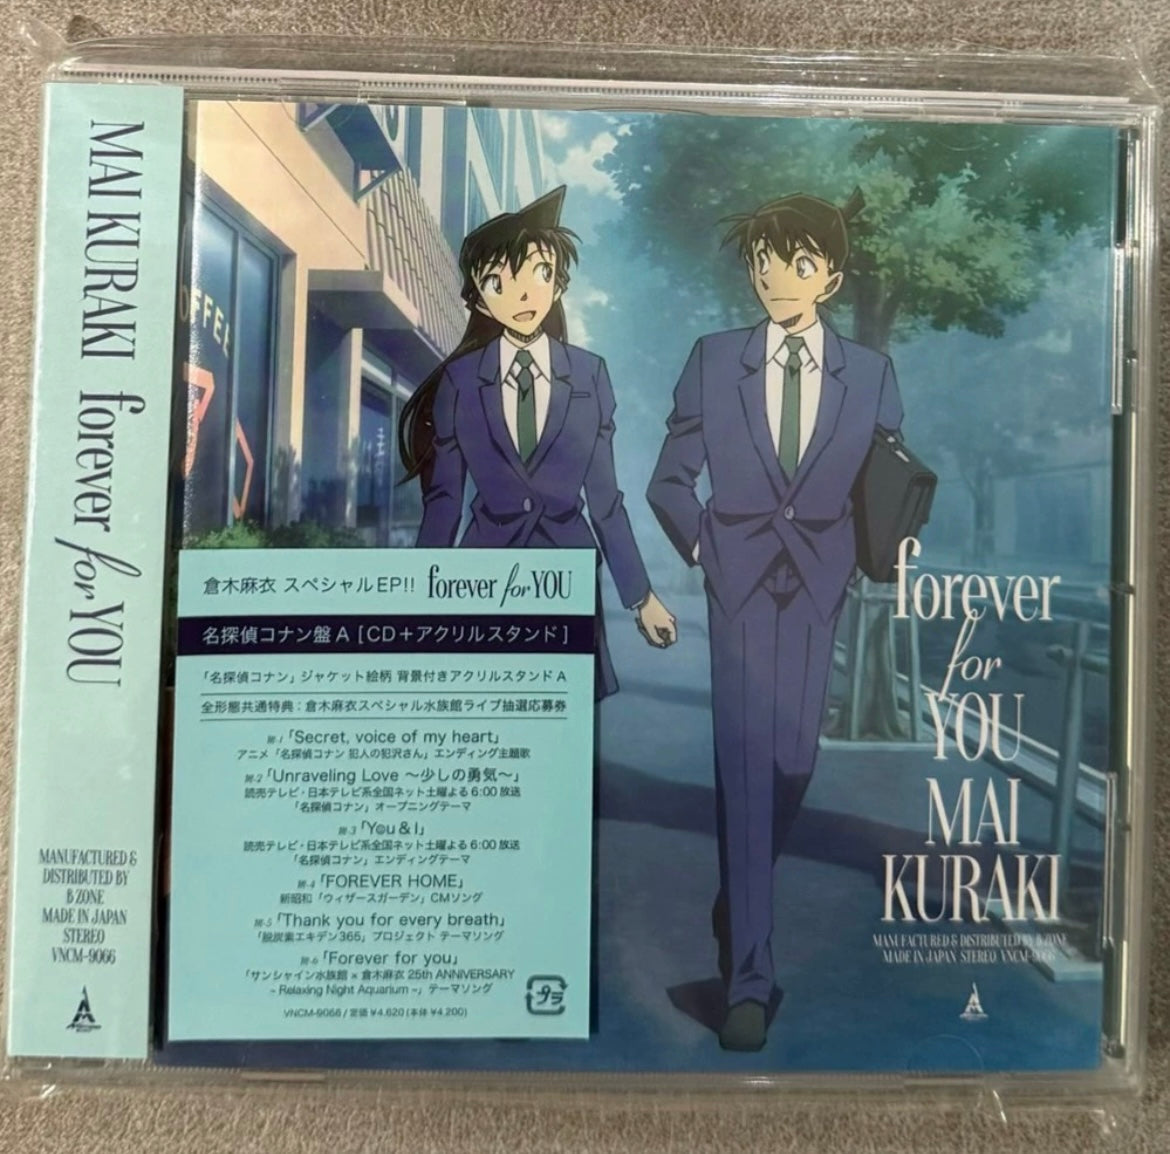 MAI KURAKI forever for YOU
MANUFACTURED &
DISTRIBUTED BY
B ZONE
MADE IN JAPAN
STEREO
VNCM-9066
倉木麻衣 スペシャルEP!! forever for YOU
名探偵コナン盤 A [CD+アクリルスタンド]
「名探偵コナン」ジャケット絵柄 背景付きアクリルスタンド A
全形態共通特典:倉木麻衣スペシャル水族館ライブ抽選応募券
M-1「Secret, voice of my heart」
アニメ「名探偵コナン 犯人の犯沢さん」エンディング主題歌
M-2「Unraveling Love ～少しの勇気～」
読売テレビ・日本テレビ系全国ネット土曜よる6:00放送
「名探偵コナン」オープニングテーマ
M-3「You & I」
読売テレビ・日本テレビ系全国ネット土曜よる6:00放送
「名探偵コナン」エンディングテーマ
M-4「FOREVER HOME」
新昭和「ウィザースガーデン」CMソング
M-5「Thank you for every breath」
「脱炭素エキデン365」プロジェクト テーマソング
M-6「Forever for you」
「サンシャイン水族館 × 倉木麻衣 25th ANNIVERSARY
~ Relaxing Night Aquarium ~」テーマソング
VNCM-9066 / 定価 ¥4,620 (本体 ¥4,200)
プラ
forever
for
YOU
MAI
KURAKI
MANUFACTURED & DISTRIBUTED BY B ZONE
MADE IN JAPAN STEREO VNCM-9066